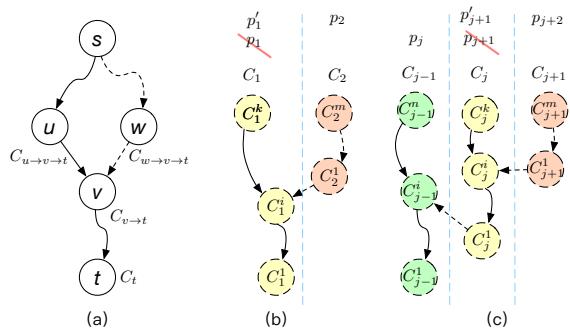 s
u
w
C_{u→v→t}
C_{w→v→t}
v
C_{v→t}
t
C_t
(a)
p'_1
p_1
p_2
C_1
C_2
C_1^k
C_2^m
C_2^1
C_1^i
C_1^1
(b)
p_j
p'_{j+1}
p_{j+1}
p_{j+2}
C_{j-1}
C_j
C_{j+1}
C_{j-1}^n
C_j^k
C_{j+1}^m
C_j^i
C_{j+1}^1
C_{j-1}^i
C_j^1
C_{j-1}^1
(c)